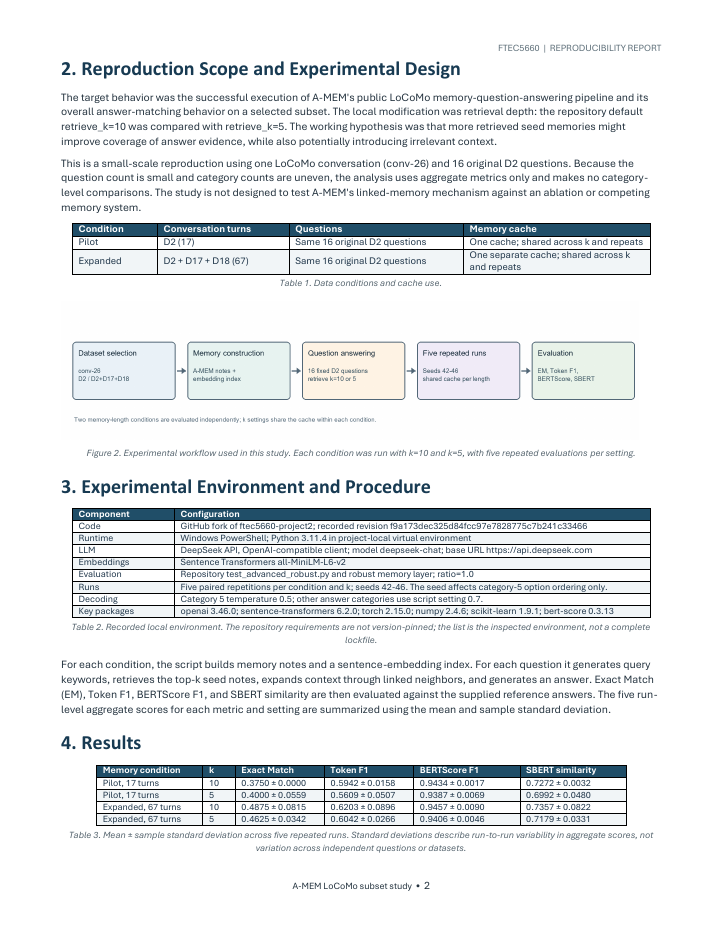 FTEC5660 | REPRODUCIBILITY REPORT
2. Reproduction Scope and Experimental Design
The target behavior was the successful execution of A-MEM's public LoCoMo memory-question-answering pipeline and its
overall answer-matching behavior on a selected subset. The local modification was retrieval depth: the repository default
retrieve_k=10 was compared with retrieve_k=5. The working hypothesis was that more retrieved seed memories might
improve coverage of answer evidence, while also potentially introducing irrelevant context.
This is a small-scale reproduction using one LoCoMo conversation (conv-26) and 16 original D2 questions. Because the
question count is small and category counts are uneven, the analysis uses aggregate metrics only and makes no category-
level comparisons. The study is not designed to test A-MEM's linked-memory mechanism against an ablation or competing
memory system.
Condition Conversation turns Questions Memory cache
Pilot D2 (17) Same 16 original D2 questions One cache; shared across k and repeats
Expanded D2 + D17 + D18 (67) Same 16 original D2 questions One separate cache; shared across k
and repeats
Table 1. Data conditions and cache use.
Dataset selection Memory construction Question answering Five repeated runs Evaluation
conv-26 A-MEM notes + 16 fixed D2 questions Seeds 42-46 EM, Token F1,
D2 / D2+D17+D18 embedding index retrieve k=10 or 5 shared cache per length BERTScore, SBERT
Two memory-length conditions are evaluated independently; k settings share the cache within each condition.
Figure 2. Experimental workflow used in this study. Each condition was run with k=10 and k=5, with five repeated evaluations per setting.
3. Experimental Environment and Procedure
Component Configuration
Code GitHub fork of ftec5660-project2; recorded revision f9a173dec325d84fcc97e7828775c7b241c33466
Runtime Windows PowerShell; Python 3.11.4 in project-local virtual environment
LLM DeepSeek API, OpenAI-compatible client; model deepseek-chat; base URL https://api.deepseek.com
Embeddings Sentence Transformers all-MiniLM-L6-v2
Evaluation Repository test_advanced_robust.py and robust memory layer; ratio=1.0
Runs Five paired repetitions per condition and k; seeds 42-46. The seed affects category-5 option ordering only.
Decoding Category 5 temperature 0.5; other answer categories use script setting 0.7.
Key packages openai 3.46.0; sentence-transformers 6.2.0; torch 2.15.0; numpy 2.4.6; scikit-learn 1.9.1; bert-score 0.3.13
Table 2. Recorded local environment. The repository requirements are not version-pinned; the list is the inspected environment, not a complete
lockfile.
For each condition, the script builds memory notes and a sentence-embedding index. For each question it generates query
keywords, retrieves the top-k seed notes, expands context through linked neighbors, and generates an answer. Exact Match
(EM), Token F1, BERTScore F1, and SBERT similarity are then evaluated against the supplied reference answers. The five run-
level aggregate scores for each metric and setting are summarized using the mean and sample standard deviation.
4. Results
Memory condition k Exact Match Token F1 BERTScore F1 SBERT similarity
Pilot, 17 turns 10 0.3750 ± 0.0000 0.5942 ± 0.0158 0.9434 ± 0.0017 0.7272 ± 0.0032
Pilot, 17 turns 5 0.4000 ± 0.0559 0.5609 ± 0.0507 0.9387 ± 0.0069 0.6992 ± 0.0480
Expanded, 67 turns 10 0.4875 ± 0.0815 0.6203 ± 0.0896 0.9457 ± 0.0090 0.7357 ± 0.0822
Expanded, 67 turns 5 0.4625 ± 0.0342 0.6042 ± 0.0266 0.9406 ± 0.0046 0.7179 ± 0.0331
Table 3. Mean ± sample standard deviation across five repeated runs. Standard deviations describe run-to-run variability in aggregate scores, not
variation across independent questions or datasets.
A-MEM LoCoMo subset study • 2